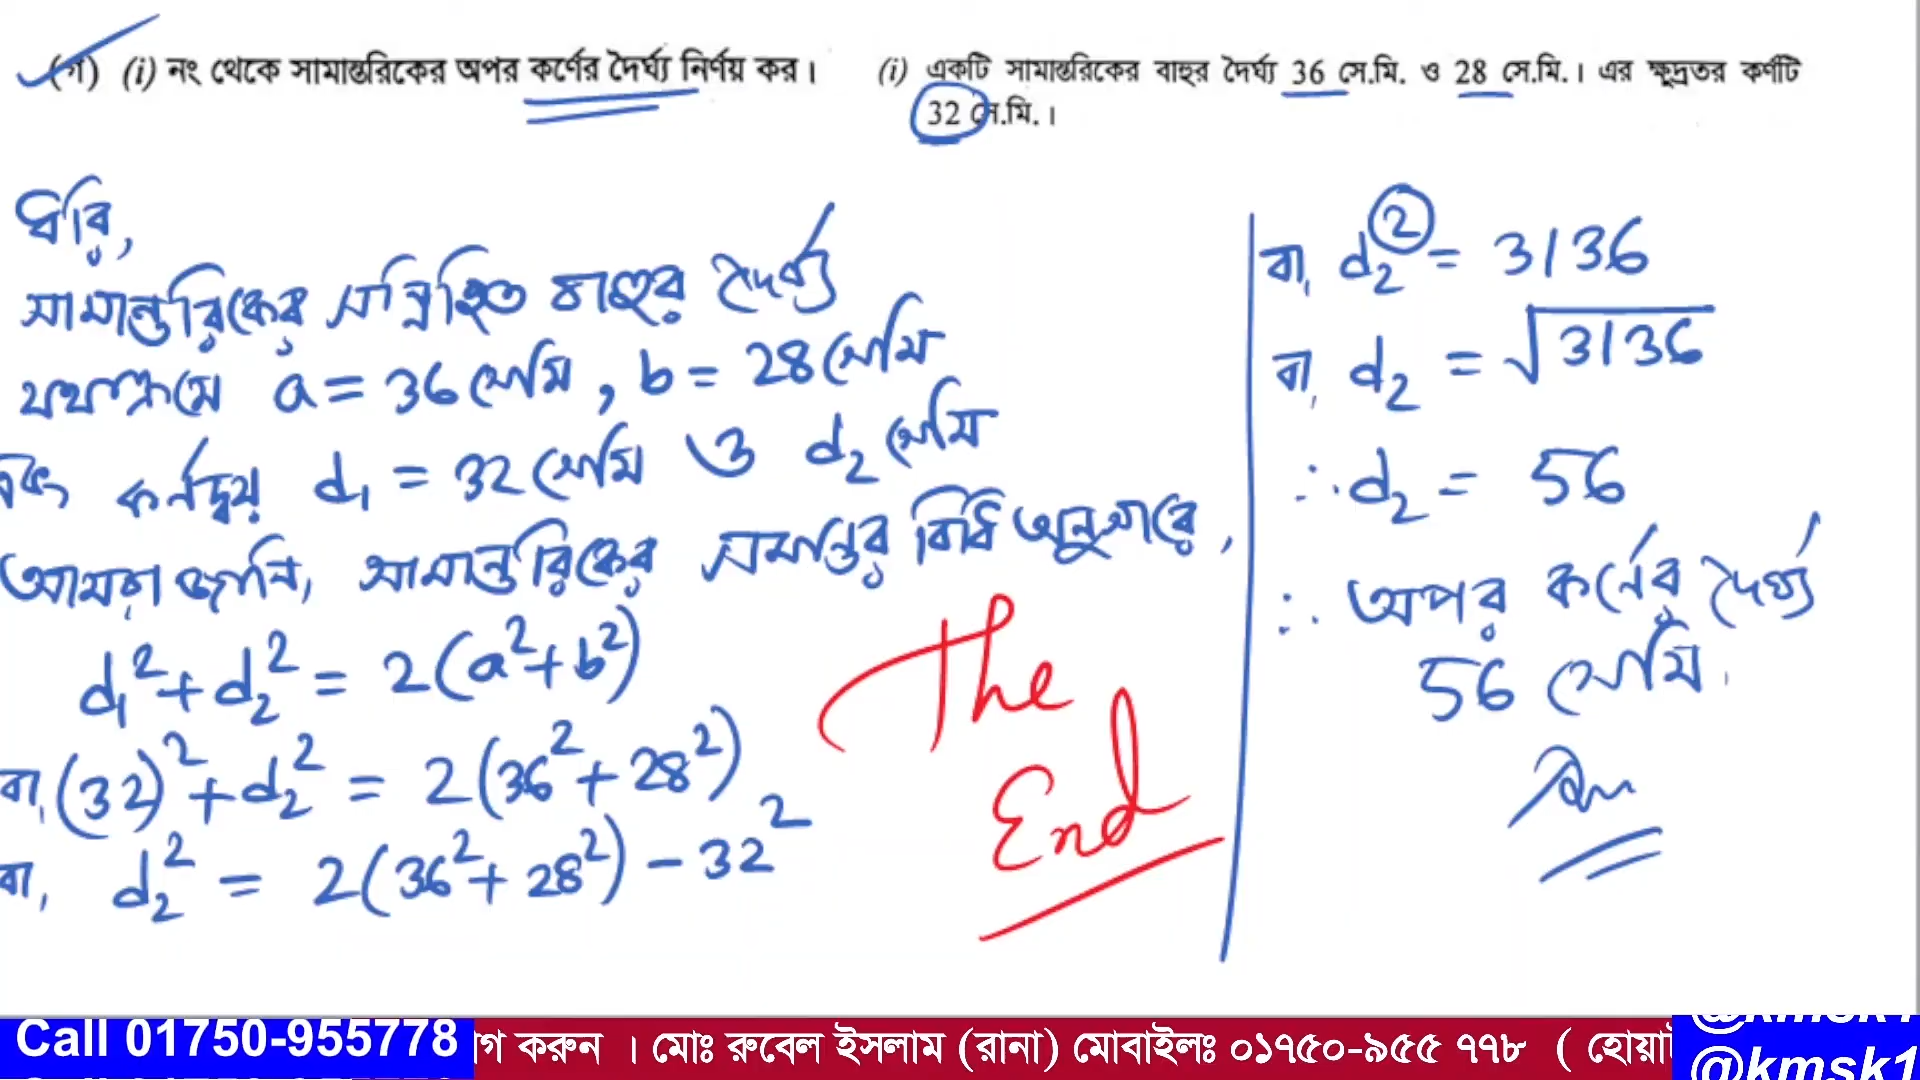 (গ) (i) নং থেকে সামান্তরিকের অপর কর্ণের দৈর্ঘ্য নির্ণয় কর।
(i) একটি সামান্তরিকের বাহুর দৈর্ঘ্য 36 সে.মি. ও 28 সে.মি.। এর ক্ষুদ্রতর কর্ণটি
32 সে.মি.।
ধরি,
সামান্তরিকের সন্নিহিত বাহুর দৈর্ঘ্য
যথাক্রমে a = 36 সেমি, b = 28 সেমি
এবং কর্ণদ্বয় d₁ = 32 সেমি ও d₂ সেমি
আমরা জানি, সামান্তরিকের সমান্তর বিধি অনুসারে,
d₁² + d₂² = 2(a² + b²)
বা, (32)² + d₂² = 2(36² + 28²)
বা, d₂² = 2(36² + 28²) - 32²
বা, d₂² = 3136
বা, d₂ = √3136
∴ d₂ = 56
∴ অপর কর্নের দৈর্ঘ্য
56 সেমি.
Ans
The
End
Call 01750-955778
গ করুন । মোঃ রুবেল ইসলাম (রানা) মোবাইলঃ ০১৭৫০-৯৫৫ ৭৭৮ ( হোয়া
@kmsk1
@kmsk1